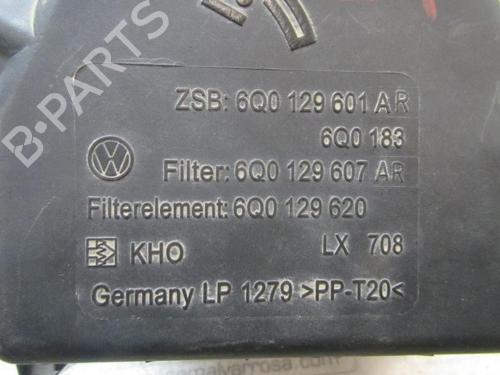 B-PARTS
ZSB: 6Q0 129 601 AR
6Q0 183
Filter: 6Q0 129 607 AR
Filterelement: 6Q0 129 620
KHO LX 708
Germany LP 1279 >PP-T20<